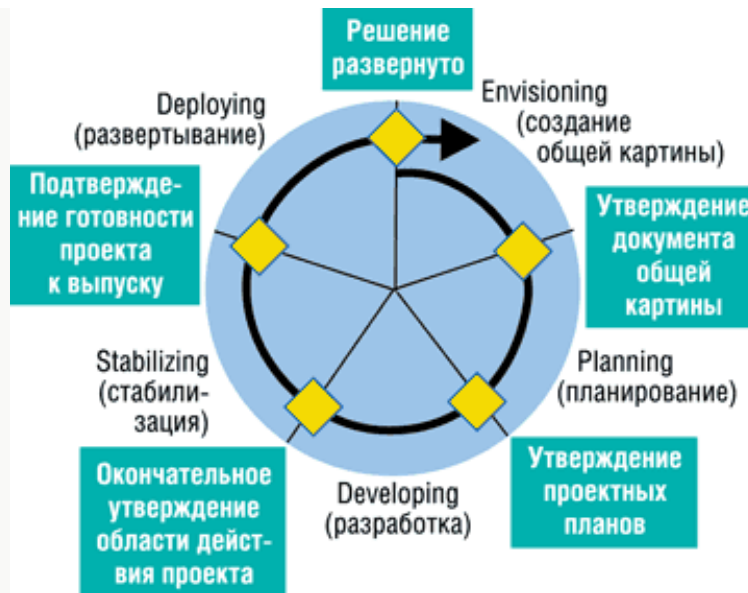 Решение
развернуто
Envisioning
(создание
общей картины)
Deploying
(развертывание)
Подтвержде-
ние готовности
проекта
к выпуску
Утверждение
документа
общей
картины
Stabilizing
(стабили-
зация)
Planning
(планирование)
Окончательное
утверждение
области дейст-
вия проекта
Developing
(разработка)
Утверждение
проектных
планов